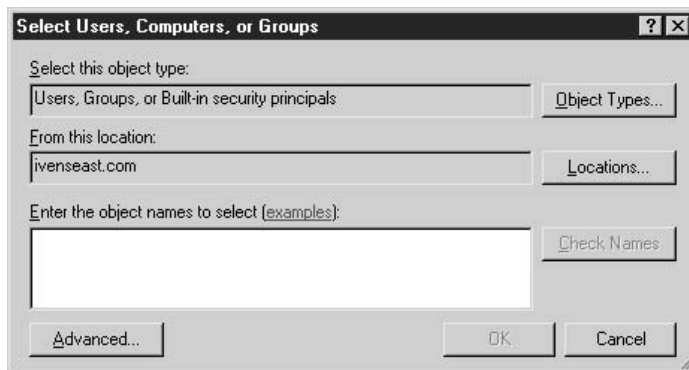 Select Users, Computers, or Groups
Select this object type:
Users, Groups, or Built-in security principals
Object Types...
From this location:
ivenseast.com
Locations...
Enter the object names to select (examples):
Check Names
Advanced...
OK
Cancel